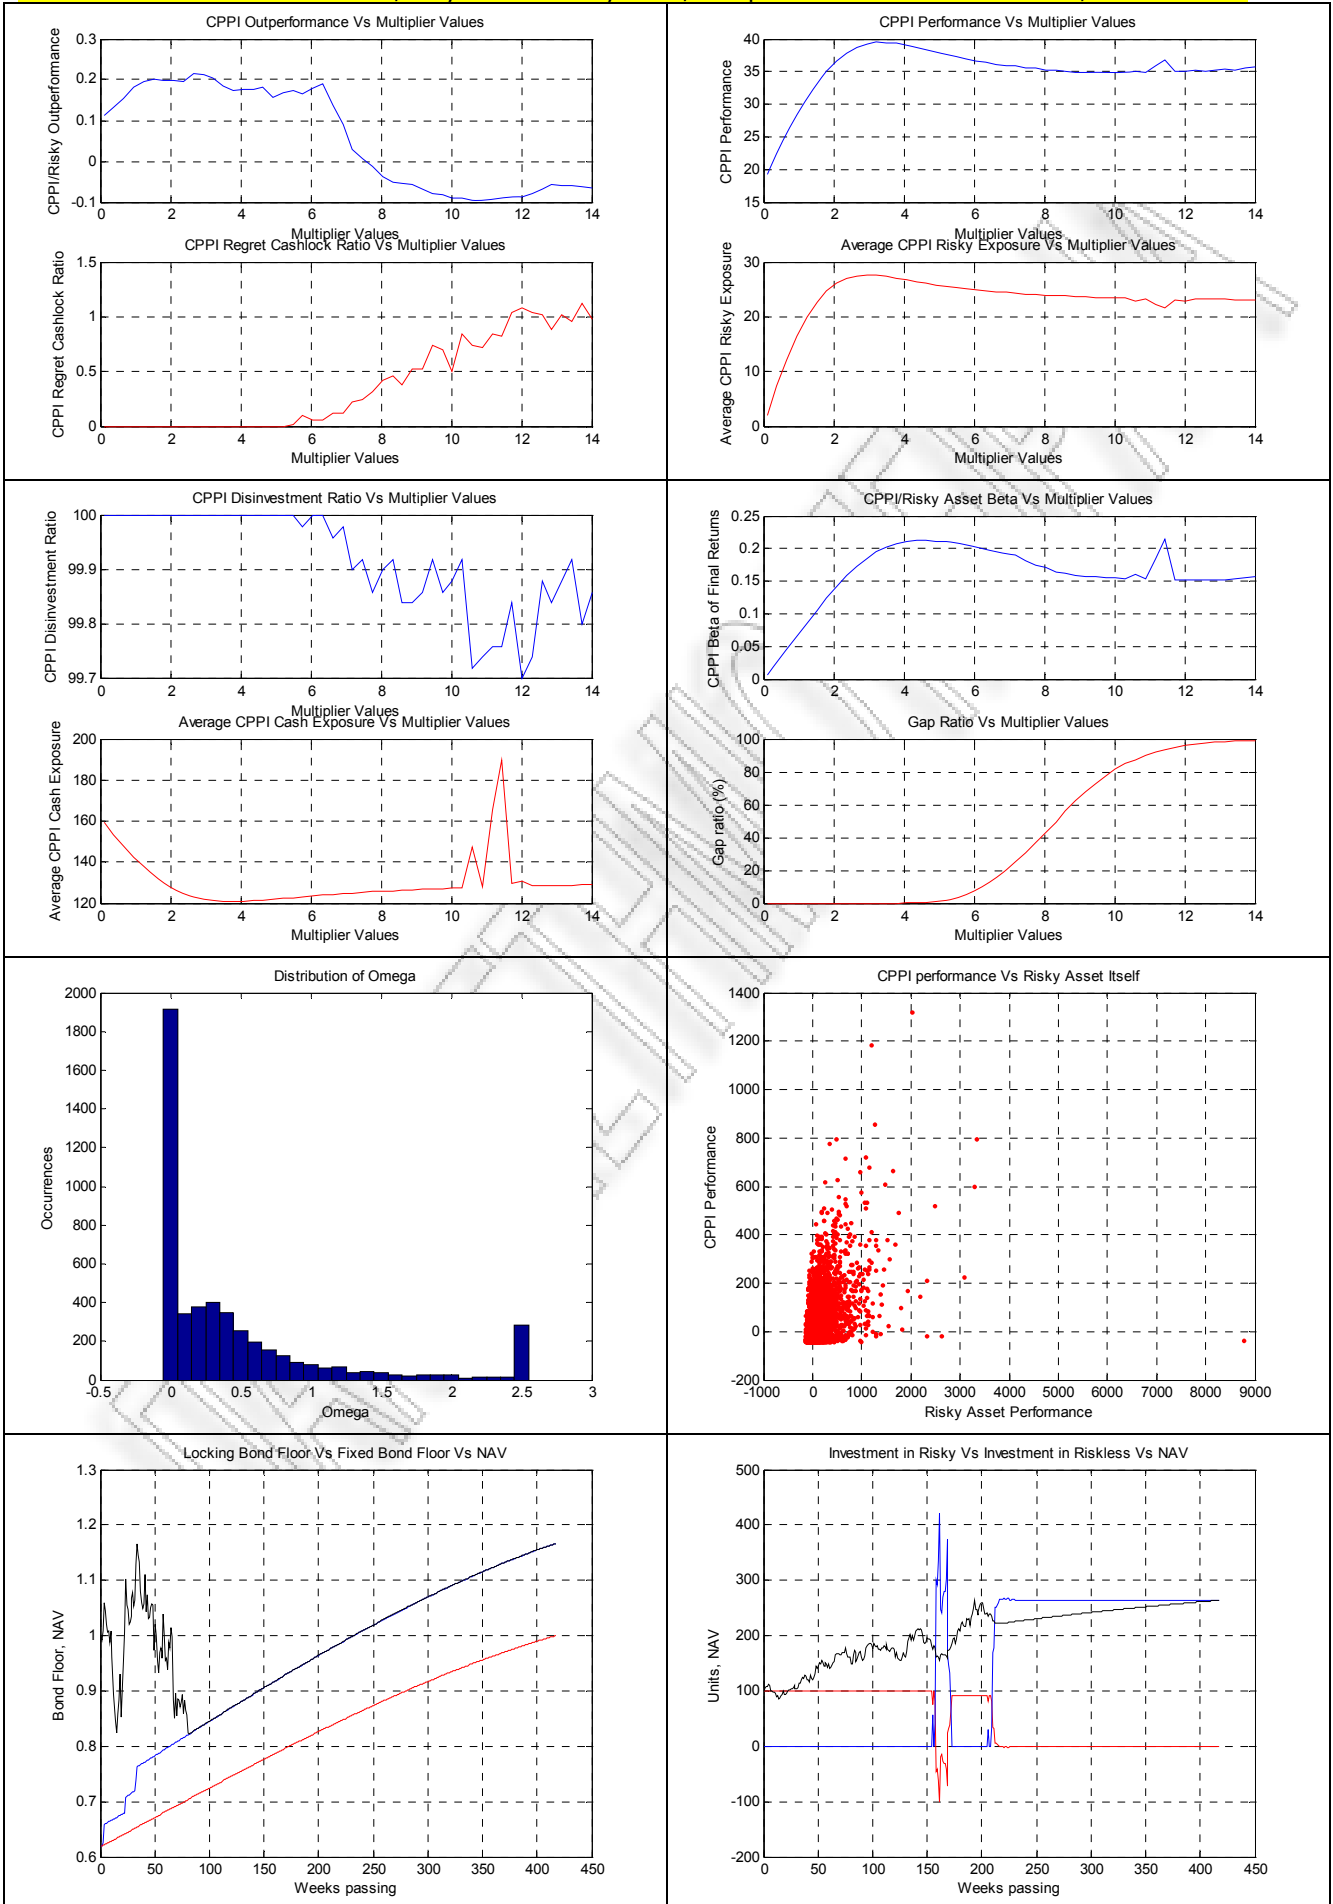 CPPI Outperformance Vs Multiplier Values
CPPI/Risky Outperformance
0.3
0.2
0.1
0
-0.1
0 2 4 6 8 10 12 14
Multiplier Values
CPPI Regret Cashlock Ratio Vs Multiplier Values
CPPI Regret Cashlock Ratio
1.5
1
0.5
0
0 2 4 6 8 10 12 14
Multiplier Values
CPPI Performance Vs Multiplier Values
CPPI Performance
40
35
30
25
20
15
0 2 4 6 8 10 12 14
Multiplier Values
Average CPPI Risky Exposure Vs Multiplier Values
Average CPPI Risky Exposure
30
20
10
0
0 2 4 6 8 10 12 14
Multiplier Values
CPPI Disinvestment Ratio Vs Multiplier Values
CPPI Disinvestment Ratio
100
99.9
99.8
99.7
0 2 4 6 8 10 12 14
Multiplier Values
Average CPPI Cash Exposure Vs Multiplier Values
Average CPPI Cash Exposure
200
180
160
140
120
0 2 4 6 8 10 12 14
Multiplier Values
CPPI/Risky Asset Beta Vs Multiplier Values
CPPI Beta of Final Returns
0.25
0.2
0.15
0.1
0.05
0
0 2 4 6 8 10 12 14
Gap Ratio Vs Multiplier Values
Gap ratio (%)
100
80
60
40
20
0
0 2 4 6 8 10 12 14
Multiplier Values
Distribution of Omega
Occurrences
2000
1800
1600
1400
1200
1000
800
600
400
200
0
-0.5 0 0.5 1 1.5 2 2.5 3
Omega
CPPI performance Vs Risky Asset Itself
CPPI Performance
1400
1200
1000
800
600
400
200
0
-200
-1000 0 1000 2000 3000 4000 5000 6000 7000 8000 9000
Risky Asset Performance
Locking Bond Floor Vs Fixed Bond Floor Vs NAV
Bond Floor, NAV
1.3
1.2
1.1
1
0.9
0.8
0.7
0.6
0 50 100 150 200 250 300 350 400 450
Weeks passing
Investment in Risky Vs Investment in Riskless Vs NAV
Units, NAV
500
400
300
200
100
0
-100
-200
0 50 100 150 200 250 300 350 400 450
Weeks passing